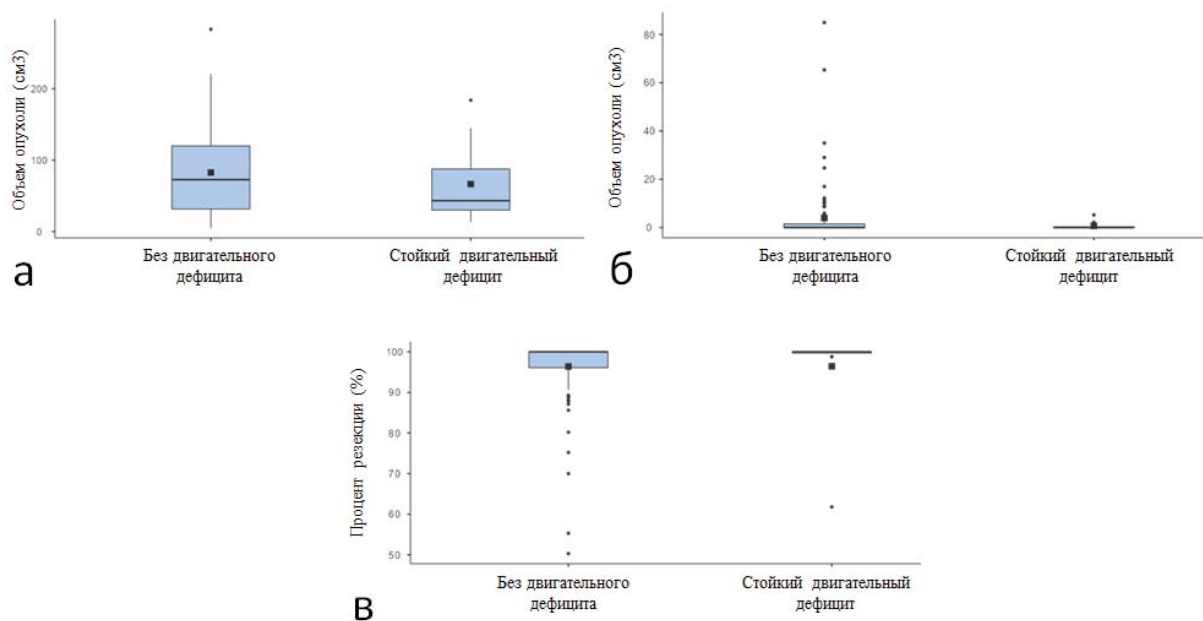 Объем опухоли (см3)
200
100
0
Без двигательного
дефицита
Стойкий двигательный
дефицит
а
Объем опухоли (см3)
80
60
40
20
0
Без двигательного
дефицита
Стойкий двигательный
дефицит
б
Процент резекции (%)
100
90
80
70
60
50
Без двигательного
дефицита
Стойкий двигательный
дефицит
в